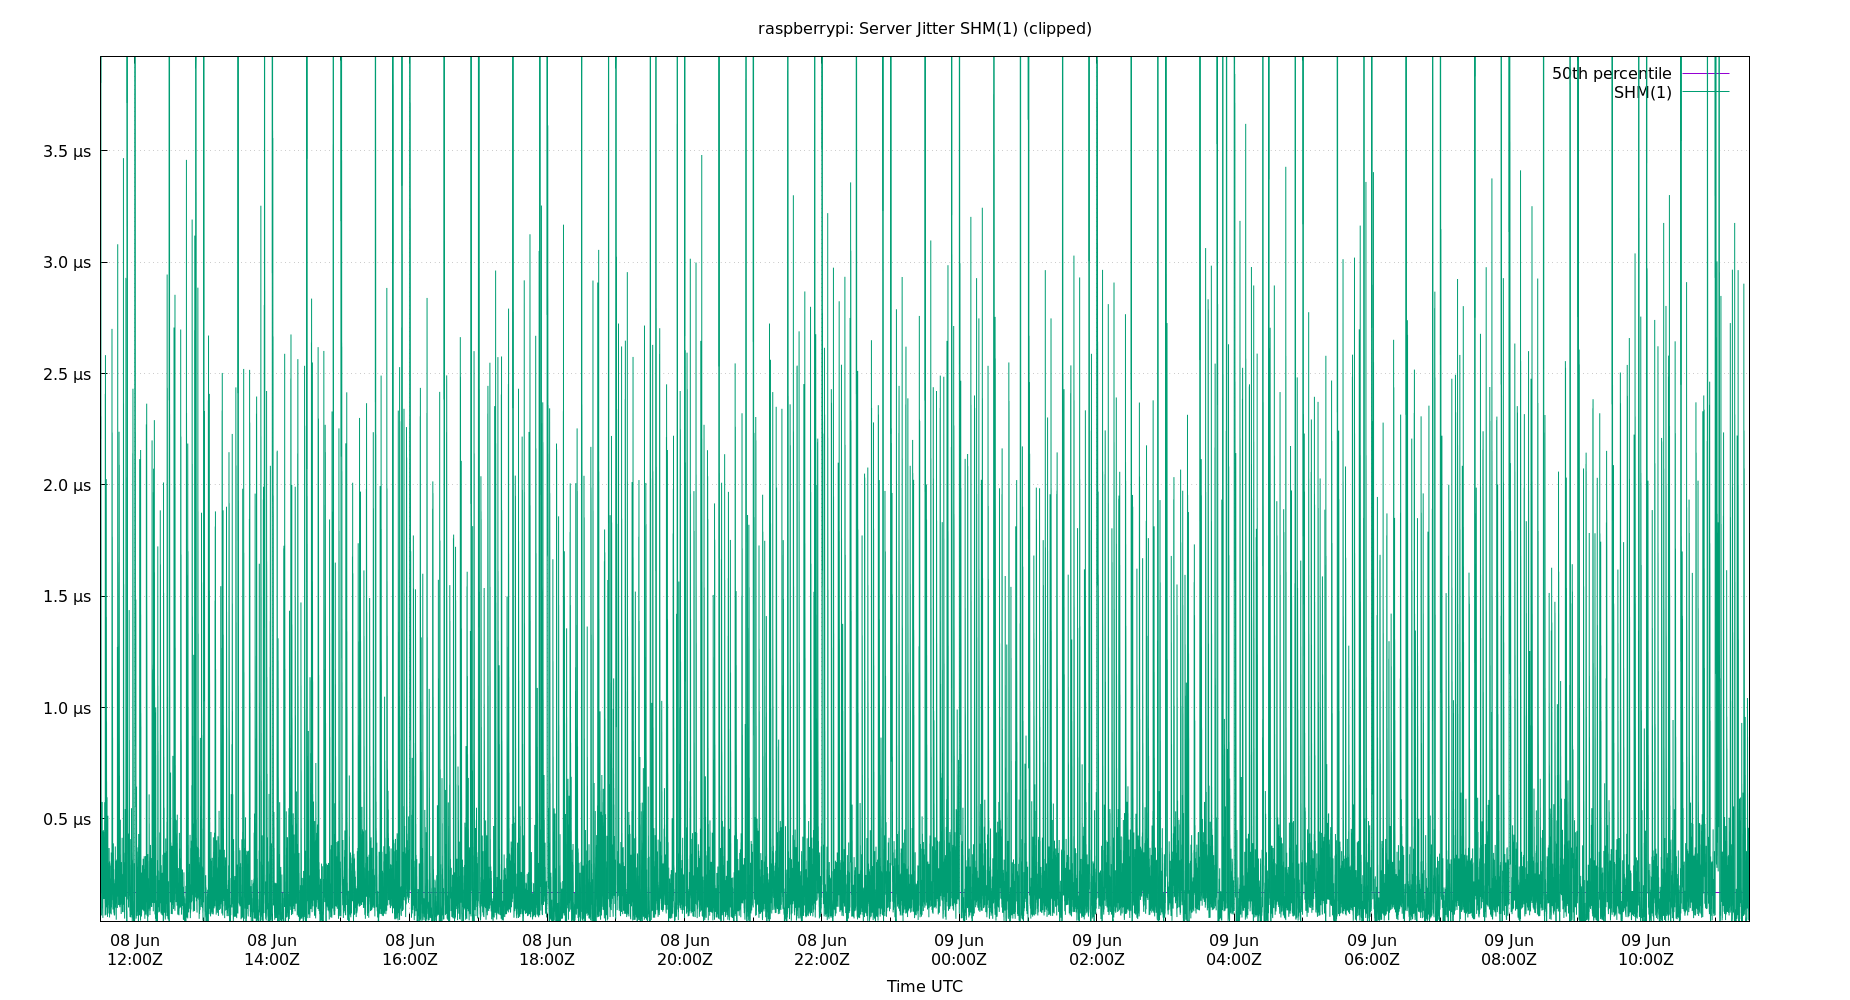 raspberrypi: Server Jitter SHM(1) (clipped)
50th percentile
SHM(1)
3.5 µs
3.0 µs
2.5 µs
2.0 µs
1.5 µs
1.0 µs
0.5 µs
08 Jun 08 Jun 08 Jun 08 Jun 08 Jun 08 Jun 09 Jun 09 Jun 09 Jun 09 Jun 09 Jun 09 Jun
12:00Z 14:00Z 16:00Z 18:00Z 20:00Z 22:00Z 00:00Z 02:00Z 04:00Z 06:00Z 08:00Z 10:00Z
Time UTC